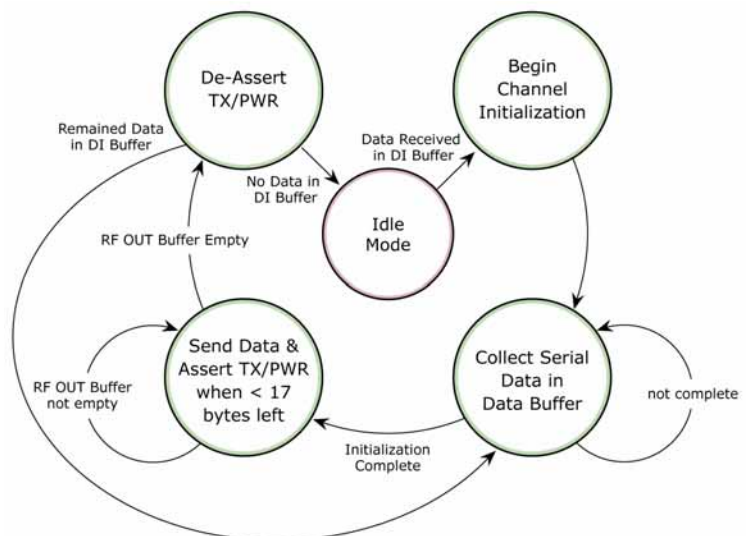 De-Assert
TX/PWR
Begin
Channel
Initialization
Remained Data
in DI Buffer
Data Received
in DI Buffer
No Data in
DI Buffer
Idle
Mode
RF OUT Buffer Empty
Send Data &
Assert TX/PWR
when < 17
bytes left
Collect Serial
Data in
Data Buffer
RF OUT Buffer
not empty
not complete
Initialization
Complete